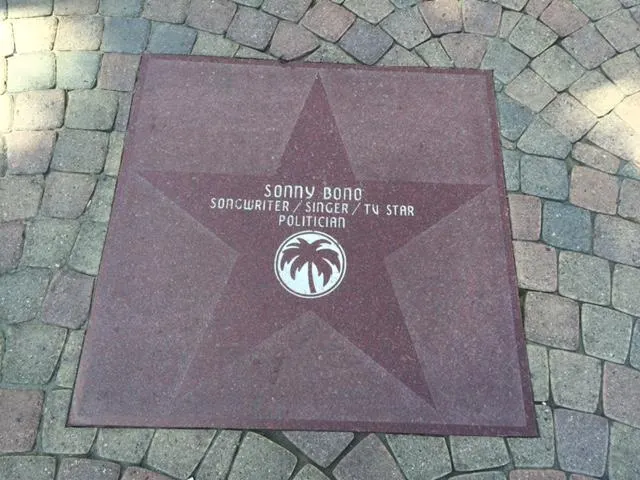 SONNY BONO
SONGWRITER / SINGER / TV STAR
POLITICIAN